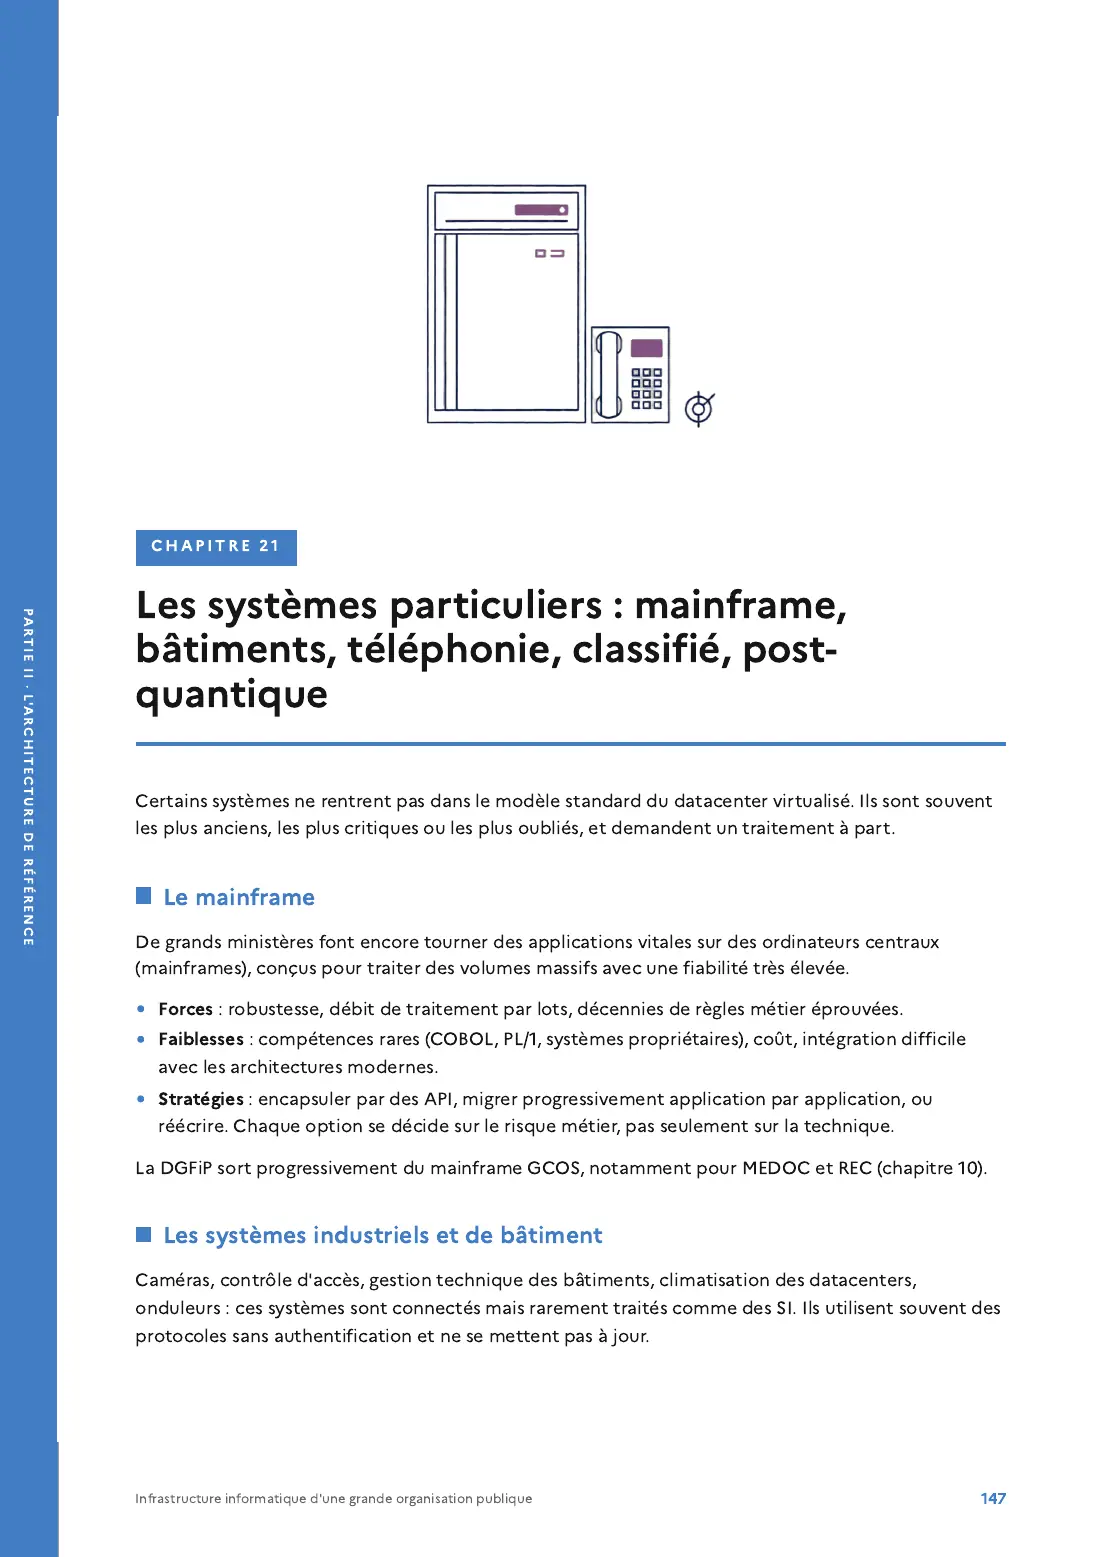 PARTIE II · L'ARCHITECTURE DE RÉFÉRENCE
CHAPITRE 21
Les systèmes particuliers : mainframe,
bâtiments, téléphonie, classifié, post-
quantique
Certains systèmes ne rentrent pas dans le modèle standard du datacenter virtualisé. Ils sont souvent
les plus anciens, les plus critiques ou les plus oubliés, et demandent un traitement à part.
Le mainframe
De grands ministères font encore tourner des applications vitales sur des ordinateurs centraux
(mainframes), conçus pour traiter des volumes massifs avec une fiabilité très élevée.
• Forces : robustesse, débit de traitement par lots, décennies de règles métier éprouvées.
• Faiblesses : compétences rares (COBOL, PL/1, systèmes propriétaires), coût, intégration difficile
avec les architectures modernes.
• Stratégies : encapsuler par des API, migrer progressivement application par application, ou
réécrire. Chaque option se décide sur le risque métier, pas seulement sur la technique.
La DGFiP sort progressivement du mainframe GCOS, notamment pour MEDOC et REC (chapitre 10).
Les systèmes industriels et de bâtiment
Caméras, contrôle d'accès, gestion technique des bâtiments, climatisation des datacenters,
onduleurs : ces systèmes sont connectés mais rarement traités comme des SI. Ils utilisent souvent des
protocoles sans authentification et ne se mettent pas à jour.
Infrastructure informatique d'une grande organisation publique
147